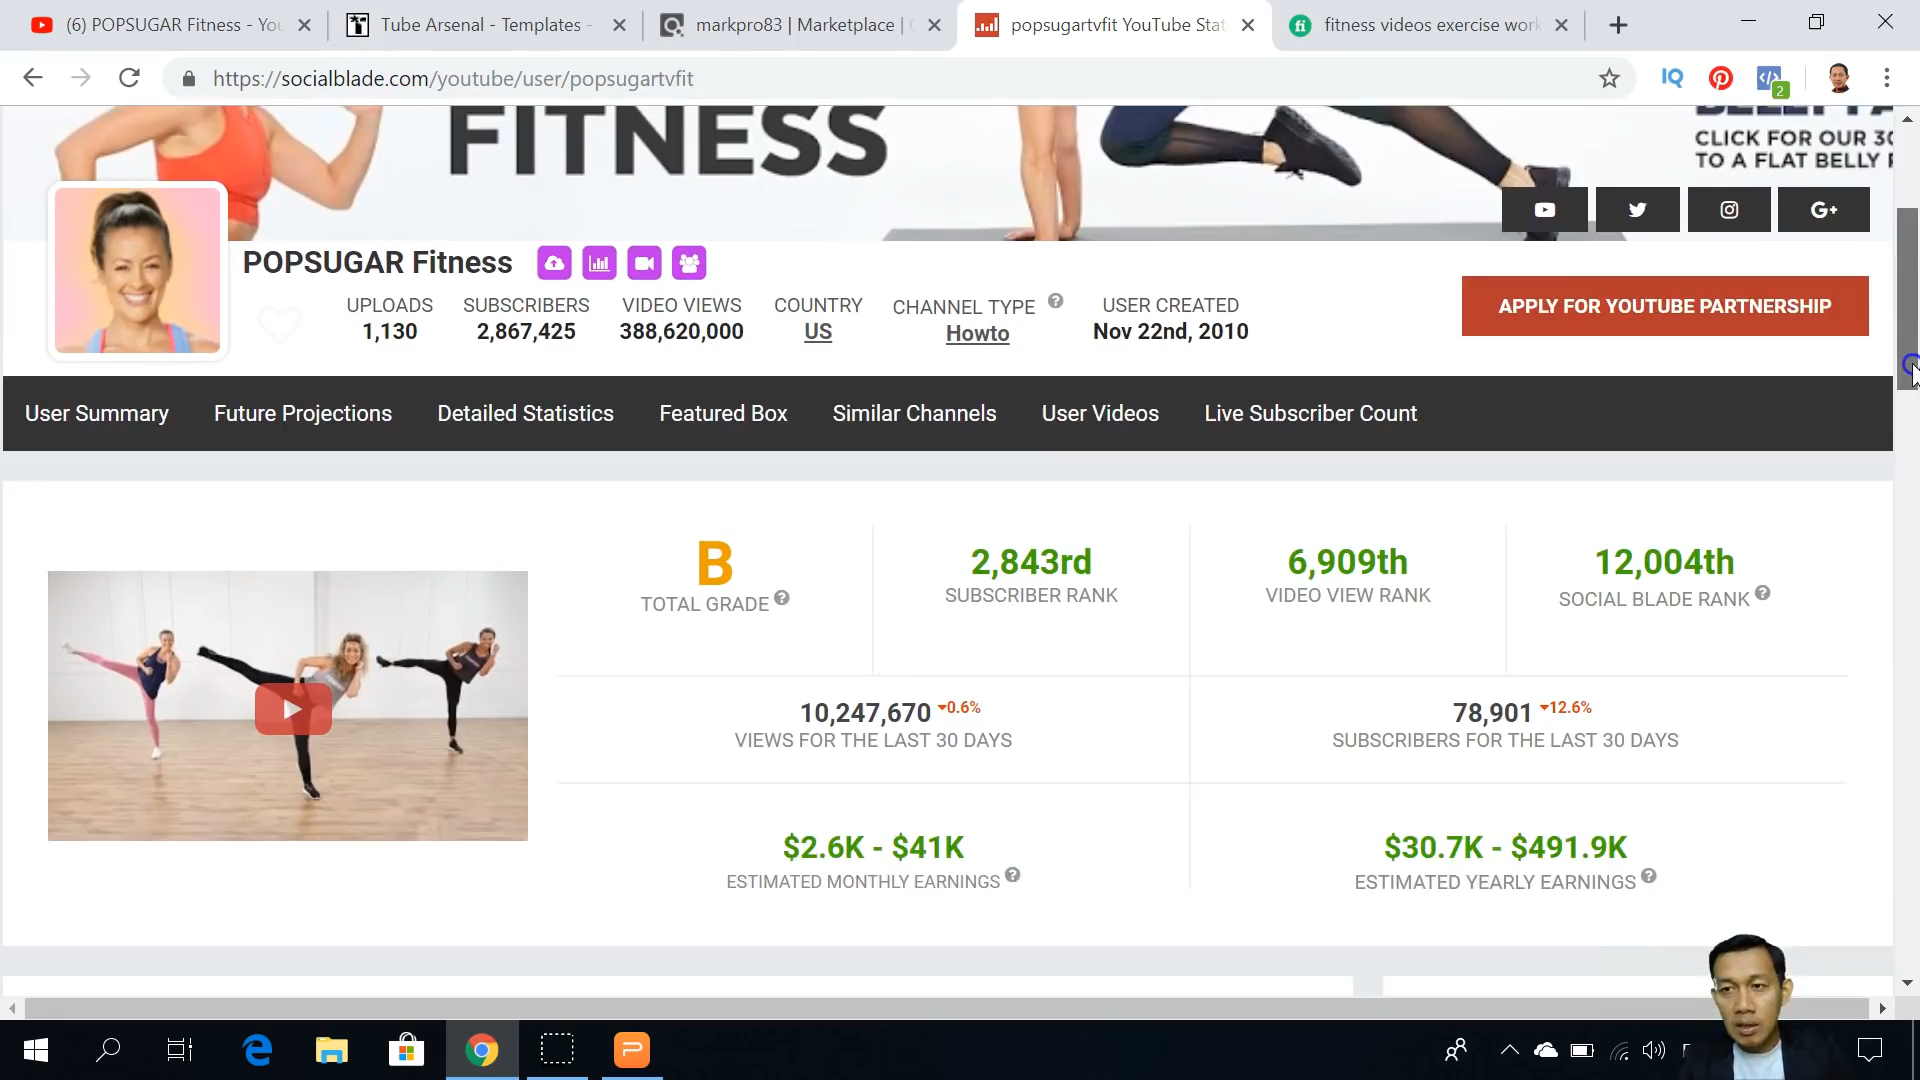 (6) POPSUGAR Fitness - You
Tube Arsenal - Templates -
markpro83 | Marketplace |
popsugartvfit YouTube Stat
fitness videos exercise work
https://socialblade.com/youtube/user/popsugartvfit
IQ
2
FITNESS
CLICK FOR OUR 30
TO A FLAT BELLY
G+
POPSUGAR Fitness
UPLOADS
1,130
SUBSCRIBERS
2,867,425
VIDEO VIEWS
388,620,000
COUNTRY
US
CHANNEL TYPE
Howto
USER CREATED
Nov 22nd, 2010
APPLY FOR YOUTUBE PARTNERSHIP
User Summary
Future Projections
Detailed Statistics
Featured Box
Similar Channels
User Videos
Live Subscriber Count
B
TOTAL GRADE
2,843rd
SUBSCRIBER RANK
6,909th
VIDEO VIEW RANK
12,004th
SOCIAL BLADE RANK
10,247,670 0.6%
VIEWS FOR THE LAST 30 DAYS
78,901 12.6%
SUBSCRIBERS FOR THE LAST 30 DAYS
$2.6K - $41K
ESTIMATED MONTHLY EARNINGS
$30.7K - $491.9K
ESTIMATED YEARLY EARNINGS